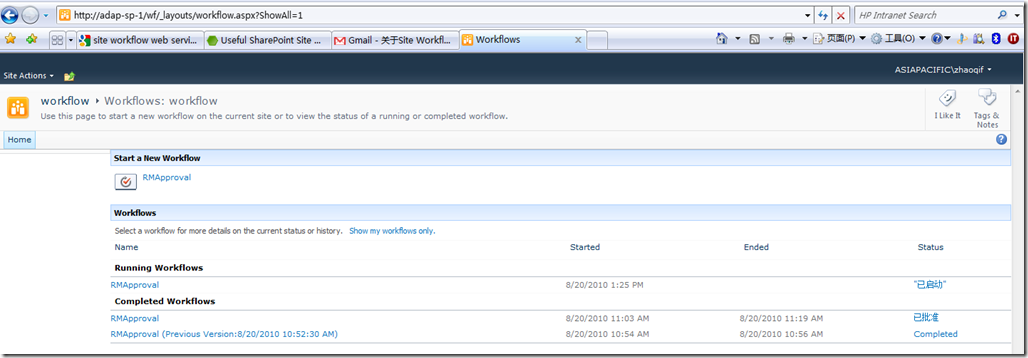 http://adap-sp-1/wf/_layouts/workflow.aspx?ShowAll=1
HP Intranet Search
site workflow web servi...
Useful SharePoint Site ...
Gmail - 关于Site Workfl...
Workflows
页面(P)
工具(O)
Site Actions
ASIAPACIFIC\zhaoqif
workflow Workflows: workflow
Use this page to start a new workflow on the current site or to view the status of a running or completed workflow.
I Like It
Tags & Notes
Home
Start a New Workflow
RMApproval
Workflows
Select a workflow for more details on the current status or history. Show my workflows only.
Name Started Ended Status
Running Workflows
RMApproval 8/20/2010 1:25 PM "已启动"
Completed Workflows
RMApproval 8/20/2010 11:03 AM 8/20/2010 11:19 AM 已批准
RMApproval (Previous Version:8/20/2010 10:52:30 AM) 8/20/2010 10:54 AM 8/20/2010 10:56 AM Completed